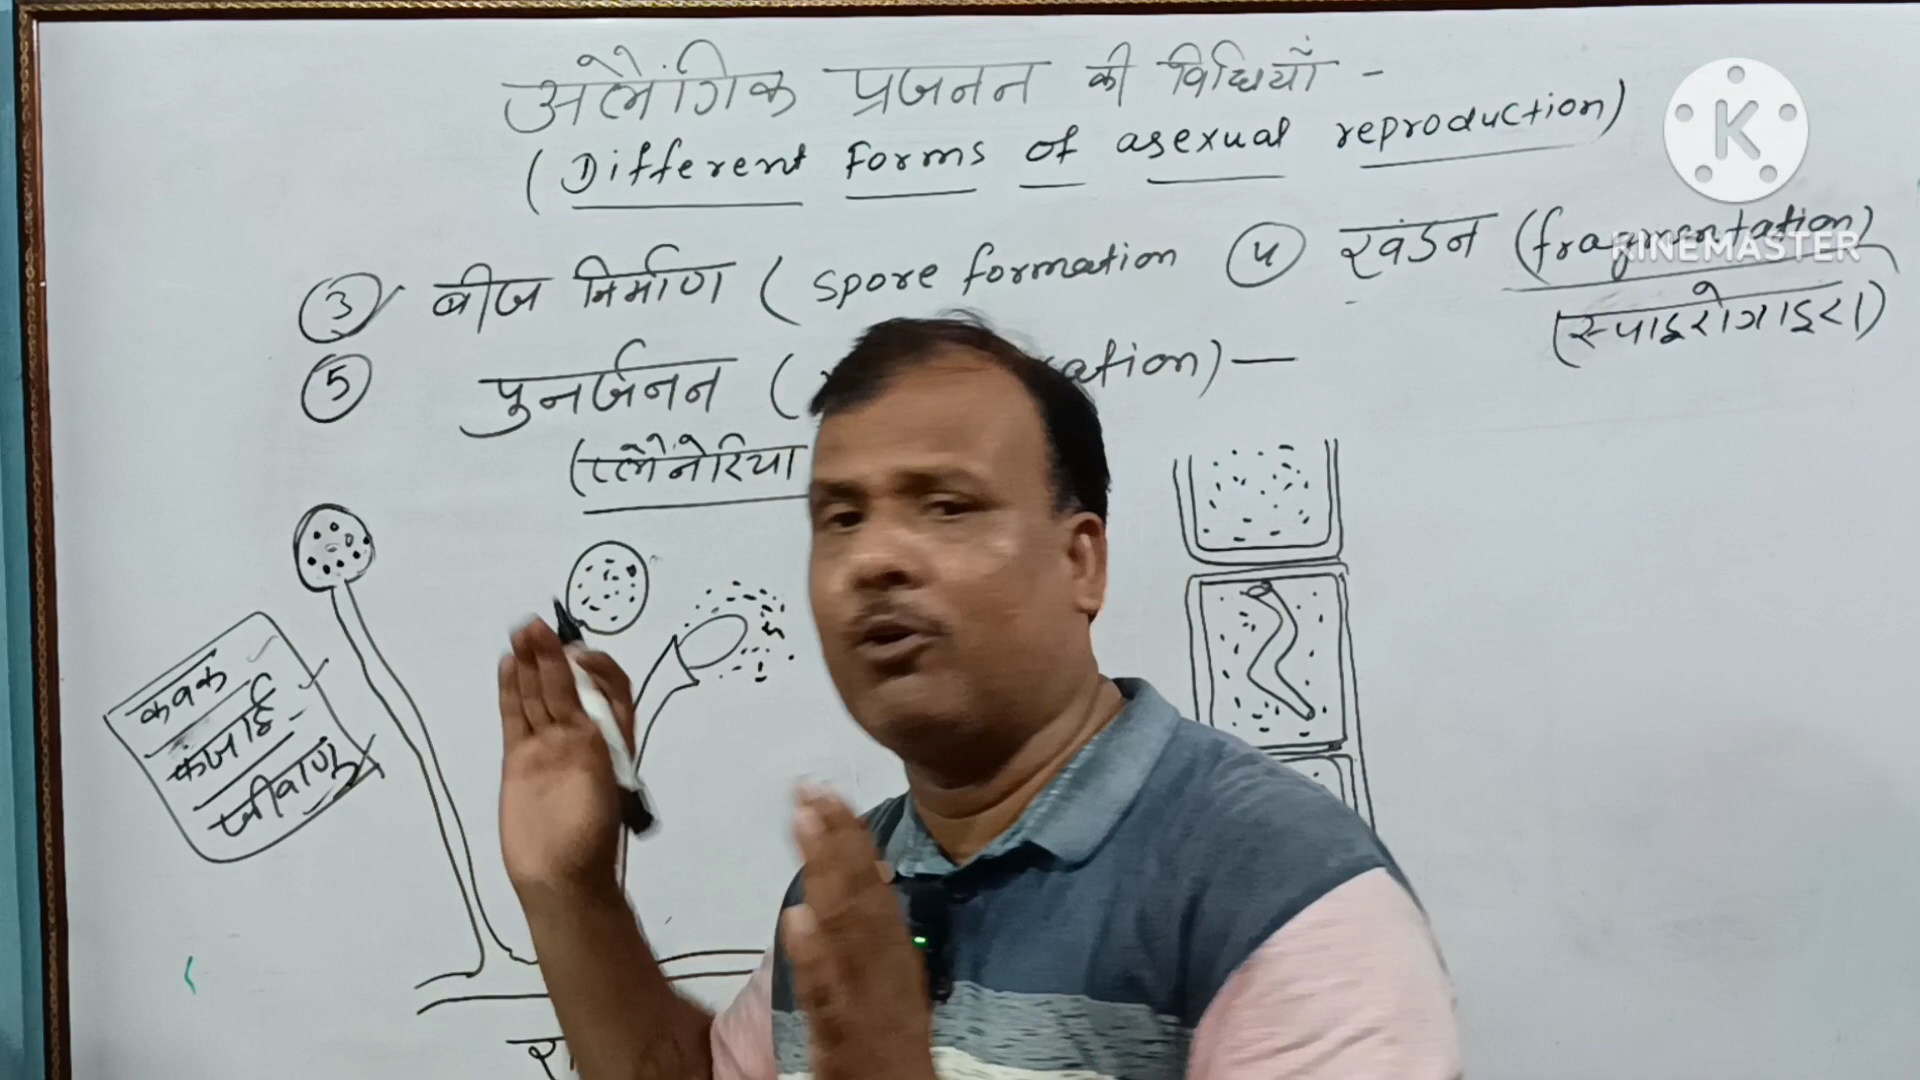 अलैंगिक प्रजनन की विधियाँ -
(Different forms of asexual reproduction)
③ बीज निर्माण ( spore formation
④ खंडन (fragmentation)
(स्पाइरोगाइरा)
⑤ पुनर्जनन ( ation) —
(प्लैनेरिया
कवक
जीवाणु
K
KINEMASTER